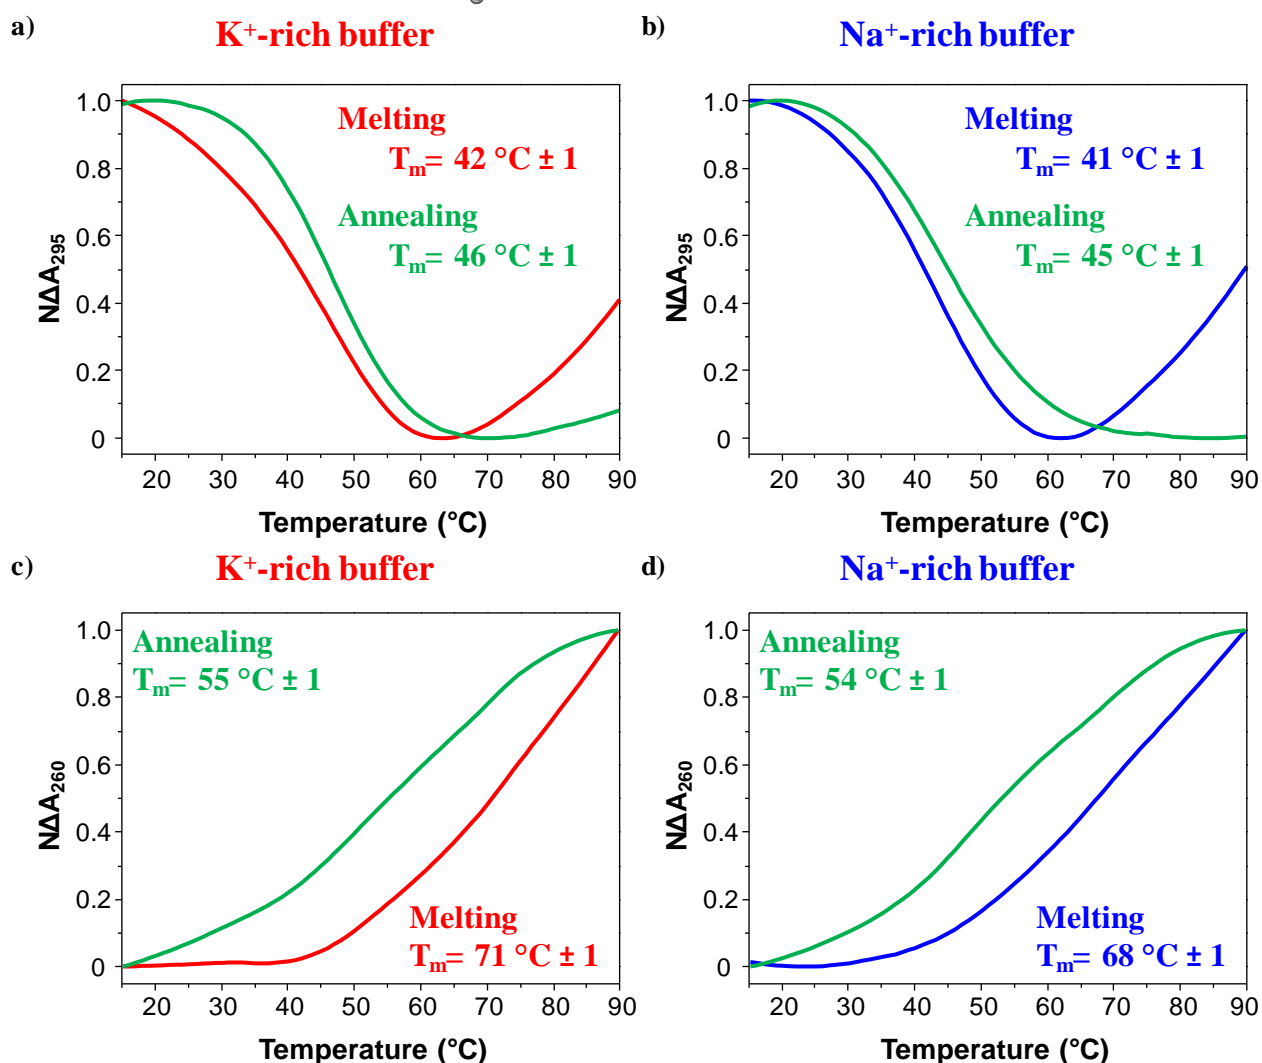 g
a)
K⁺-rich buffer
b)
Na⁺-rich buffer
1.0
0.8
0.6
0.4
0.2
0
NΔA₂₉₅
Melting
Tₘ= 42 °C ± 1
Annealing
Tₘ= 46 °C ± 1
20 30 40 50 60 70 80 90
Temperature (°C)
1.0
0.8
0.6
0.4
0.2
0
NΔA₂₉₅
Melting
Tₘ= 41 °C ± 1
Annealing
Tₘ= 45 °C ± 1
20 30 40 50 60 70 80 90
Temperature (°C)
c)
K⁺-rich buffer
d)
Na⁺-rich buffer
1.0
0.8
0.6
0.4
0.2
0
NΔA₂₆₀
Annealing
Tₘ= 55 °C ± 1
Melting
Tₘ= 71 °C ± 1
20 30 40 50 60 70 80 90
Temperature (°C)
1.0
0.8
0.6
0.4
0.2
0
NΔA₂₆₀
Annealing
Tₘ= 54 °C ± 1
Melting
Tₘ= 68 °C ± 1
20 30 40 50 60 70 80 90
Temperature (°C)